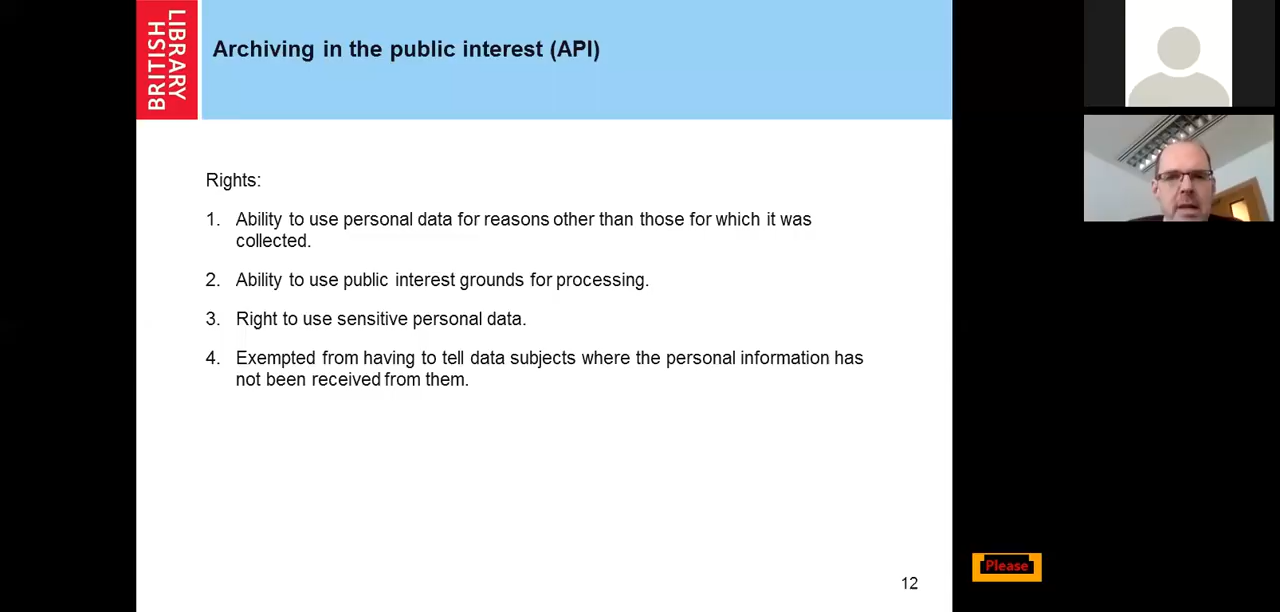 BRITISH
LIBRARY
Archiving in the public interest (API)
Rights:
1. Ability to use personal data for reasons other than those for which it was
collected.
2. Ability to use public interest grounds for processing.
3. Right to use sensitive personal data.
4. Exempted from having to tell data subjects where the personal information has
not been received from them.
Please
12